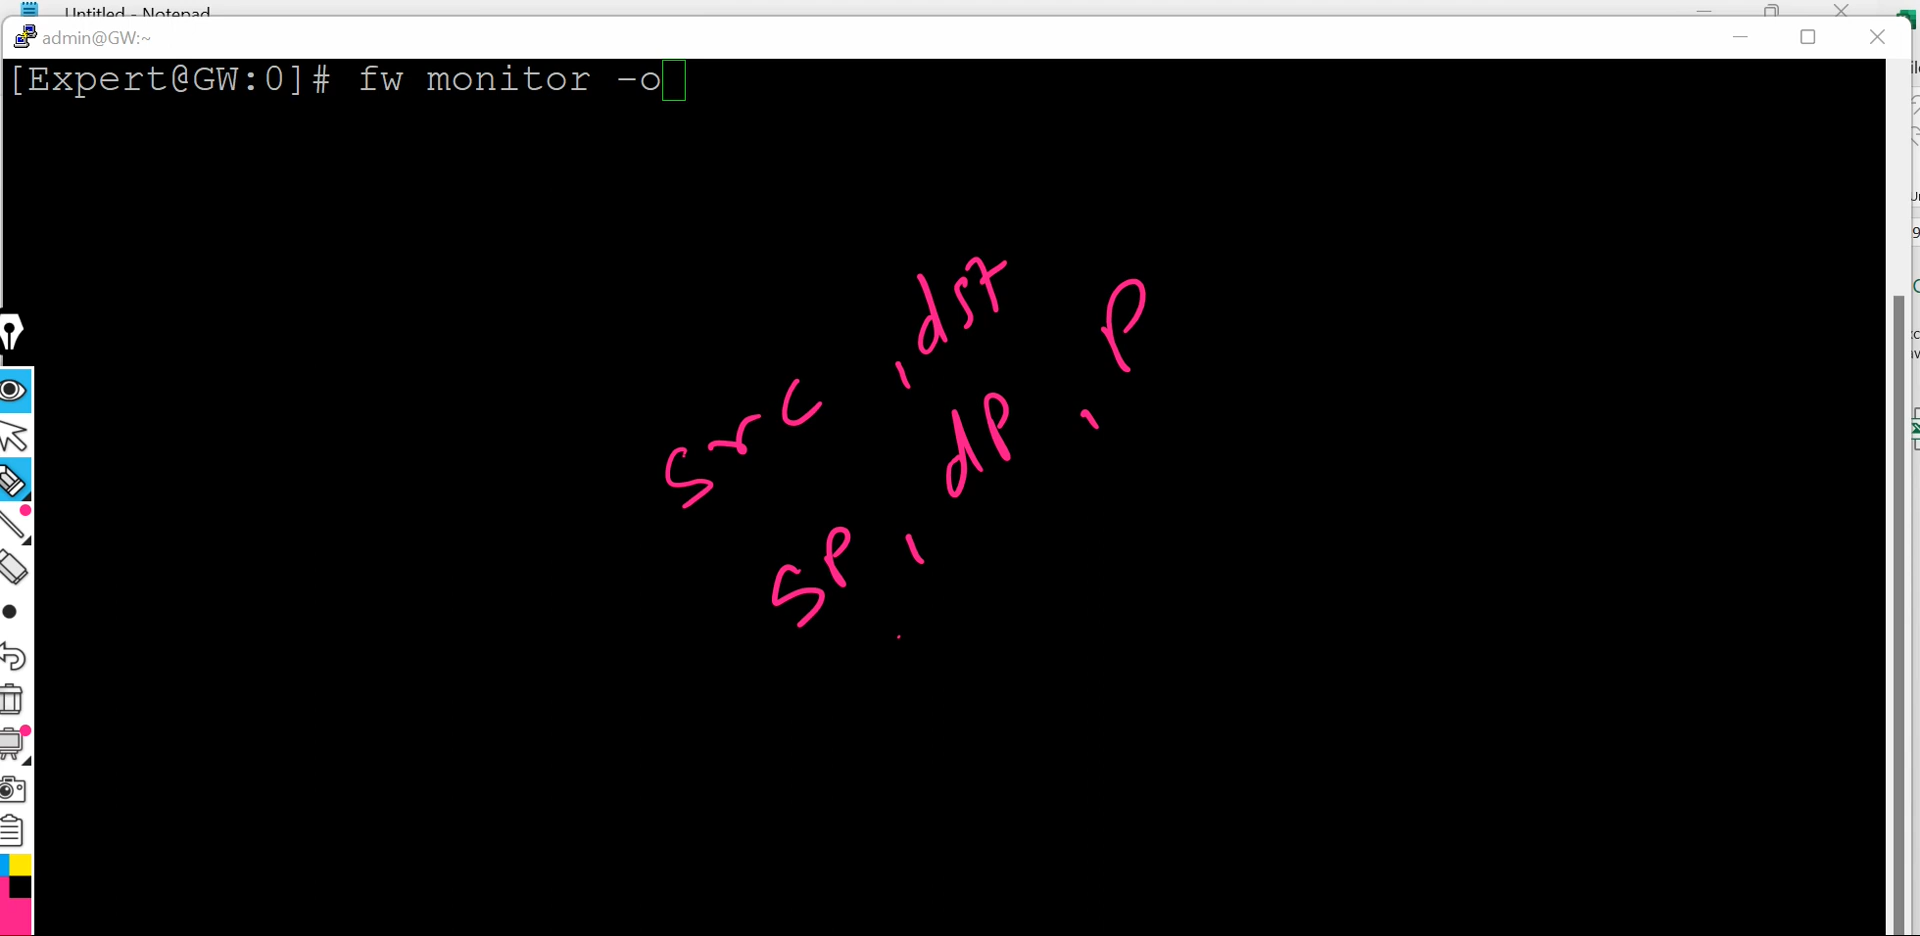 Untitled - Notepad
admin@GW:~
[Expert@GW:0]# fw monitor -o
src , dst
sp , dp , p